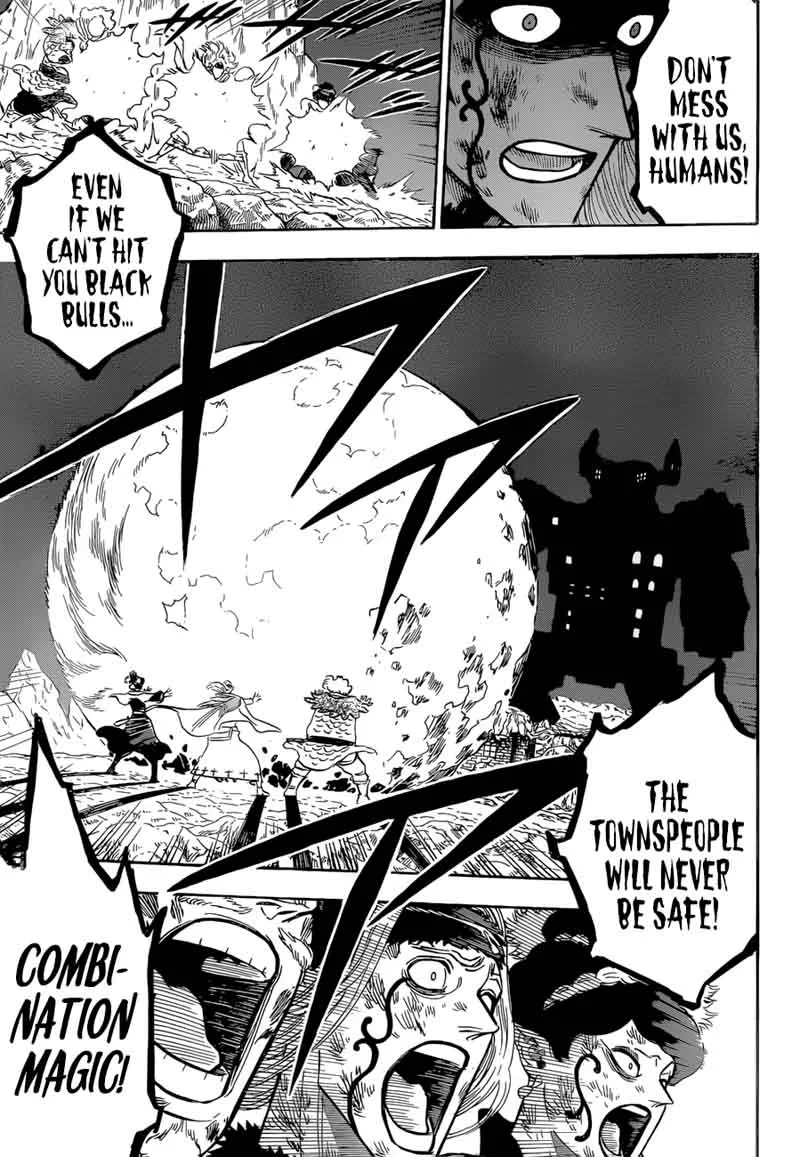 DON'T
MESS
WITH US,
HUMANS!
EVEN
IF WE
CAN'T HIT
YOU BLACK
BULLS...
THE
TOWNSPEOPLE
WILL NEVER
BE SAFE!
COMBI-
NATION
MAGIC!